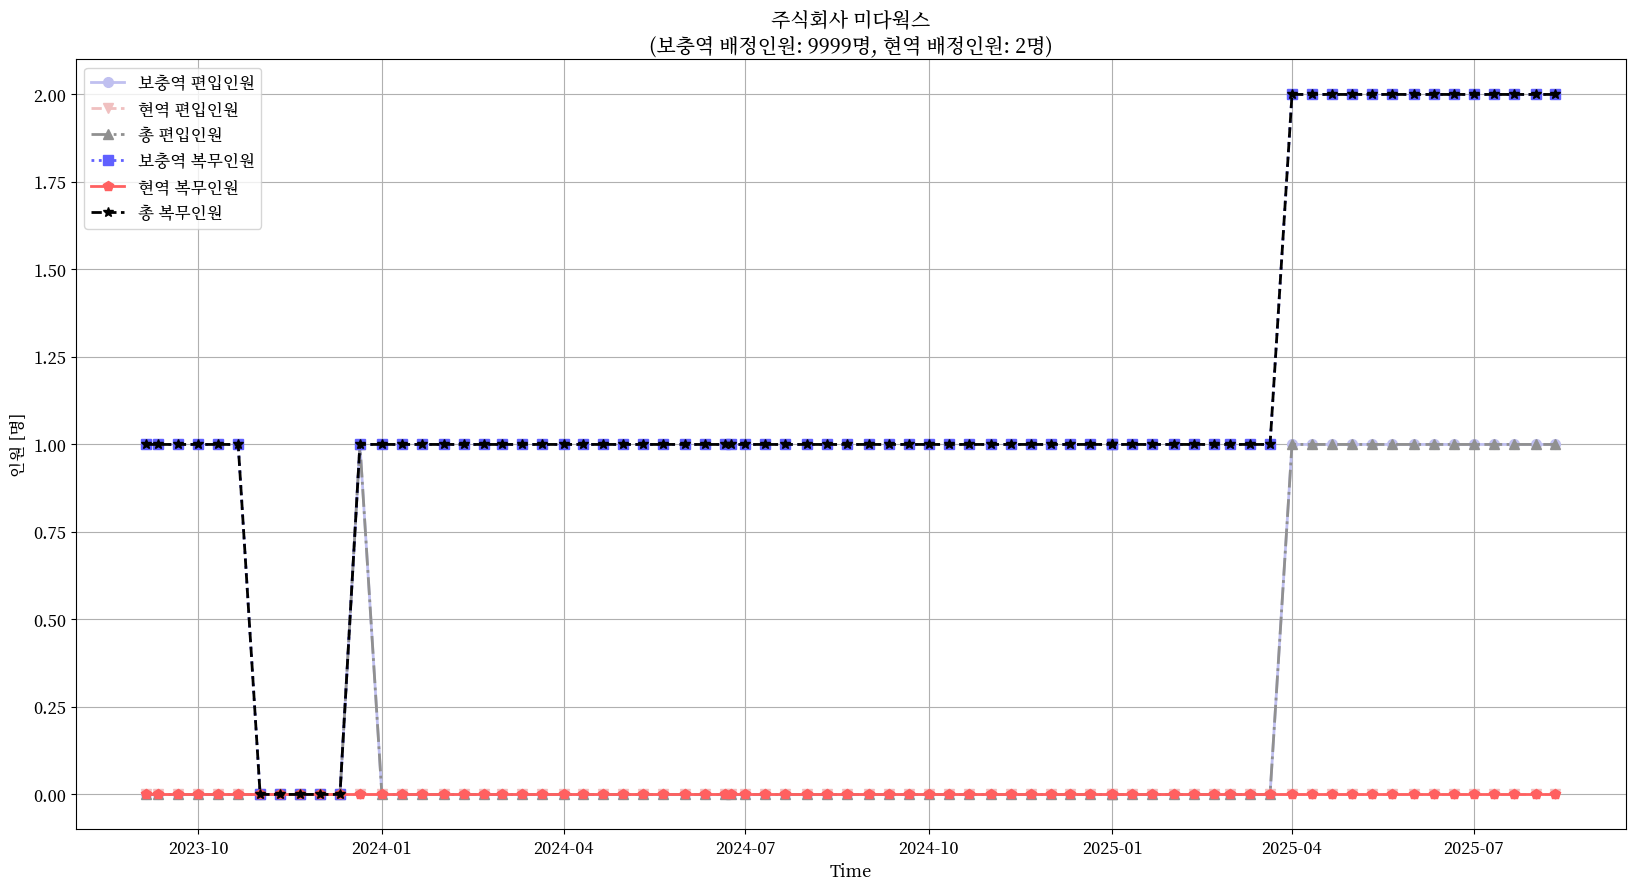 주식회사 미다웍스
(보충역 배정인원: 9999명, 현역 배정인원: 2명)
보충역 편입인원
현역 편입인원
총 편입인원
보충역 복무인원
현역 복무인원
총 복무인원
인원 [명]
2.00
1.75
1.50
1.25
1.00
0.75
0.50
0.25
0.00
2023-10
2024-01
2024-04
2024-07
2024-10
2025-01
2025-04
2025-07
Time